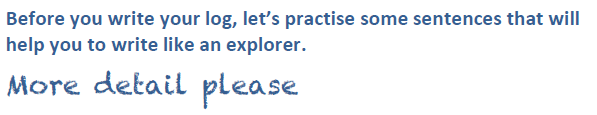 Before you write your log, let’s practise some sentences that will
help you to write like an explorer.
More detail please